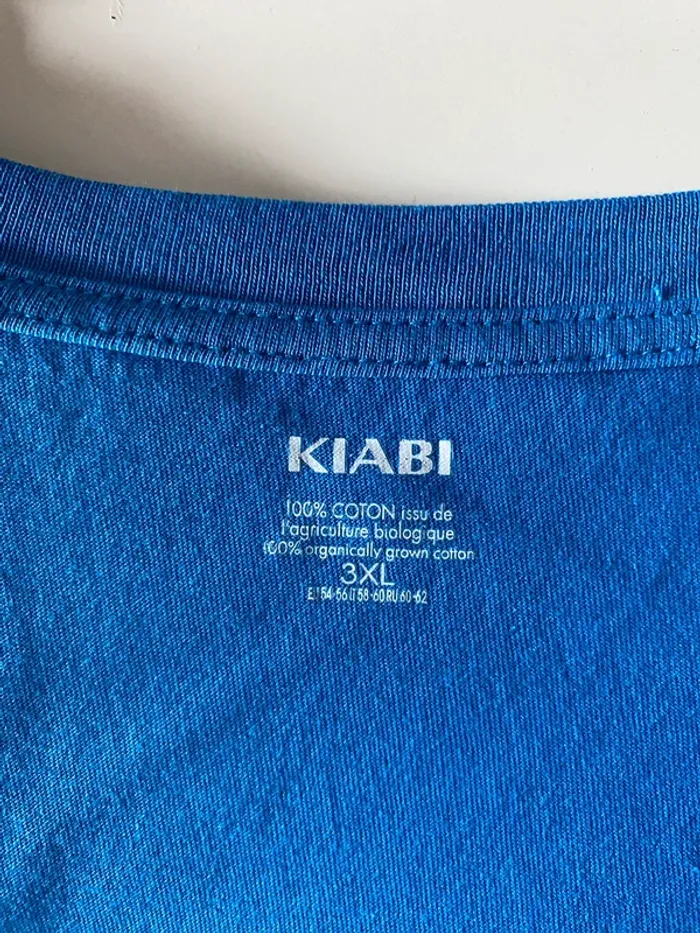 KIABI
100% COTON issu de
l'agriculture biologique
100% organically grown cotton
3XL
E 54-56 IT 58-60 RU 60-62